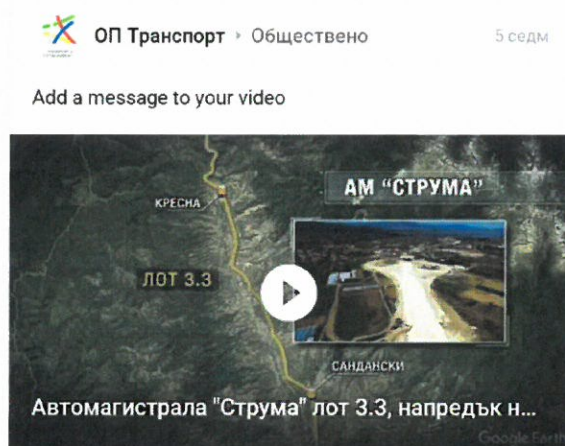 ОП Транспорт ▸ Обществено
5 седм
Add a message to your video
АМ "СТРУМА"
КРЕСНА
ЛОТ 3.3
САНДАНСКИ
Автомагистрала "Струма" лот 3.3, напредък н...
Google Earth